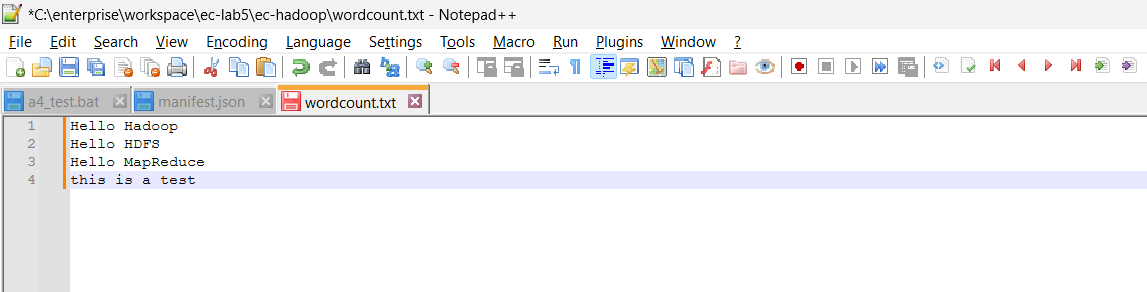 *C:\enterprise\workspace\ec-lab5\ec-hadoop\wordcount.txt - Notepad++
File Edit Search View Encoding Language Settings Tools Macro Run Plugins Window ?
a4_test.bat manifest.json wordcount.txt
1 Hello Hadoop
2 Hello HDFS
3 Hello MapReduce
4 this is a test